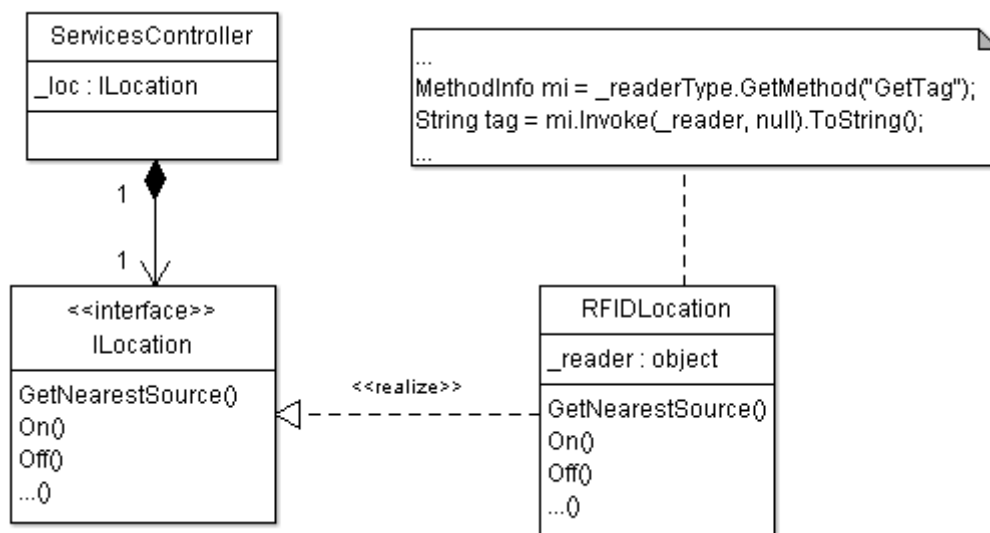 ServicesController
_loc : ILocation
...
MethodInfo mi = _readerType.GetMethod("GetTag");
String tag = mi.Invoke(_reader, null).ToString();
...
1
1
<<interface>>
ILocation
GetNearestSource()
On()
Off()
...()
<<realize>>
RFIDLocation
_reader : object
GetNearestSource()
On()
Off()
...()